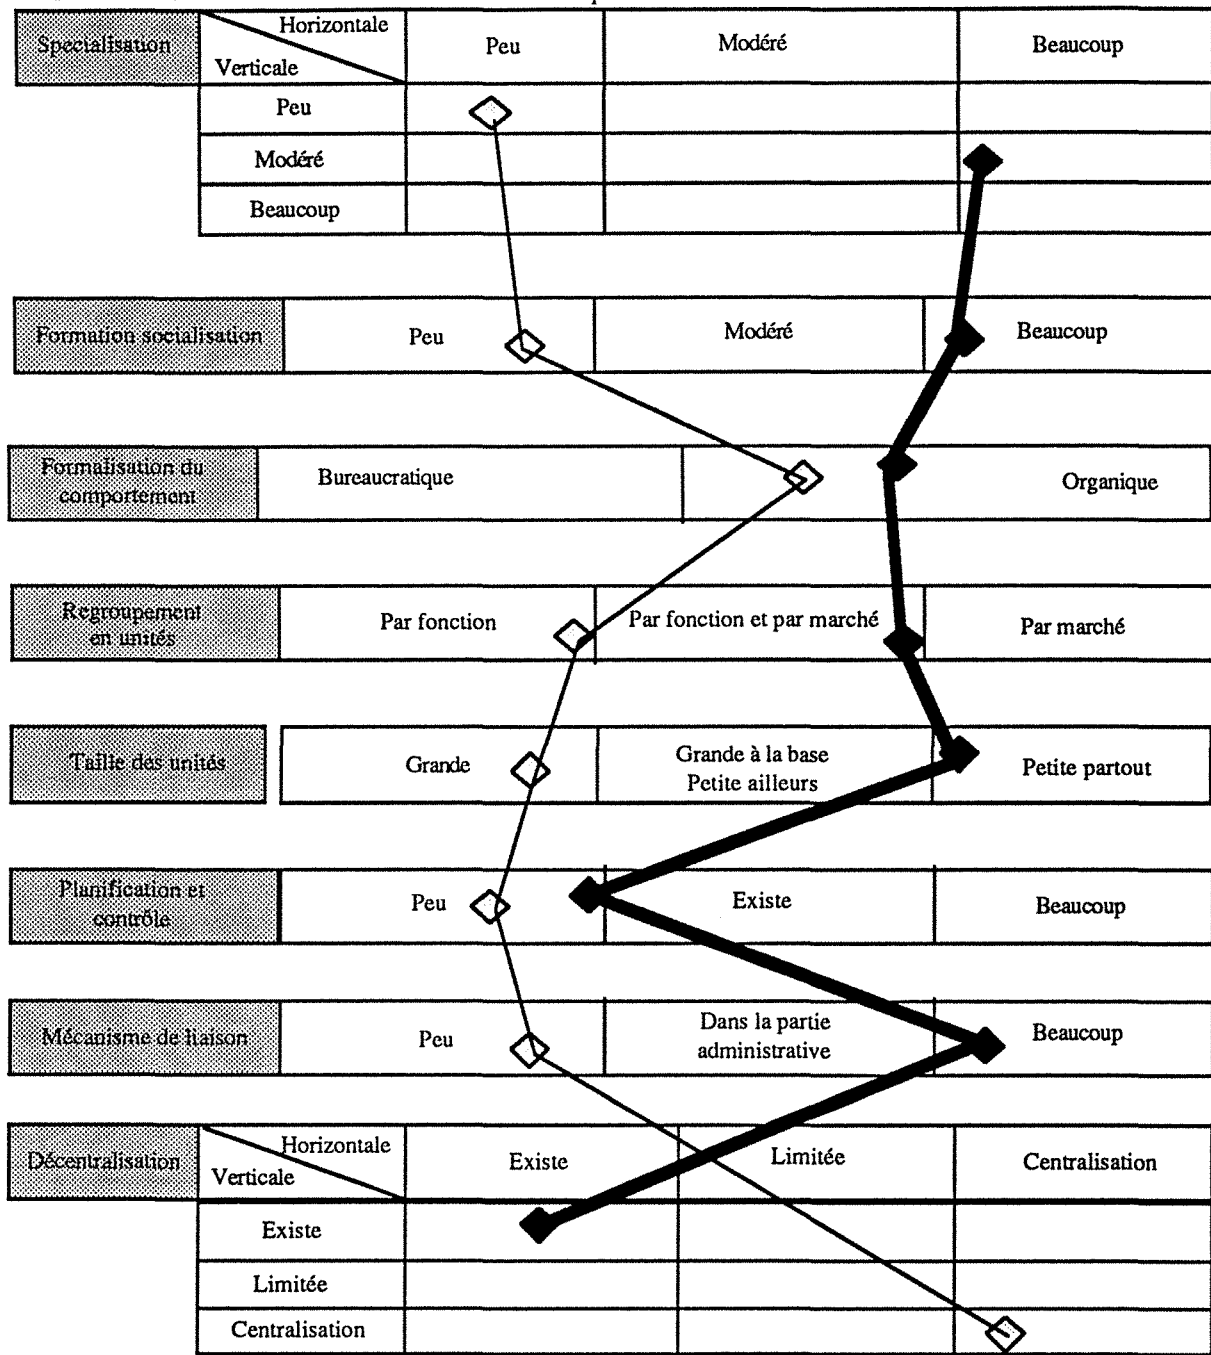 Spécialisation
Horizontale
Verticale
Peu
Modéré
Beaucoup
Peu
Modéré
Beaucoup
Formation socialisation
Peu
Modéré
Beaucoup
Formalisation du
comportement
Bureaucratique
Organique
Regroupement
en unités
Par fonction
Par fonction et par marché
Par marché
Taille des unités
Grande
Grande à la base
Petite ailleurs
Petite partout
Planification et
contrôle
Peu
Existe
Beaucoup
Mécanisme de liaison
Peu
Dans la partie
administrative
Beaucoup
Décentralisation
Horizontale
Verticale
Existe
Limitée
Centralisation
Existe
Limitée
Centralisation